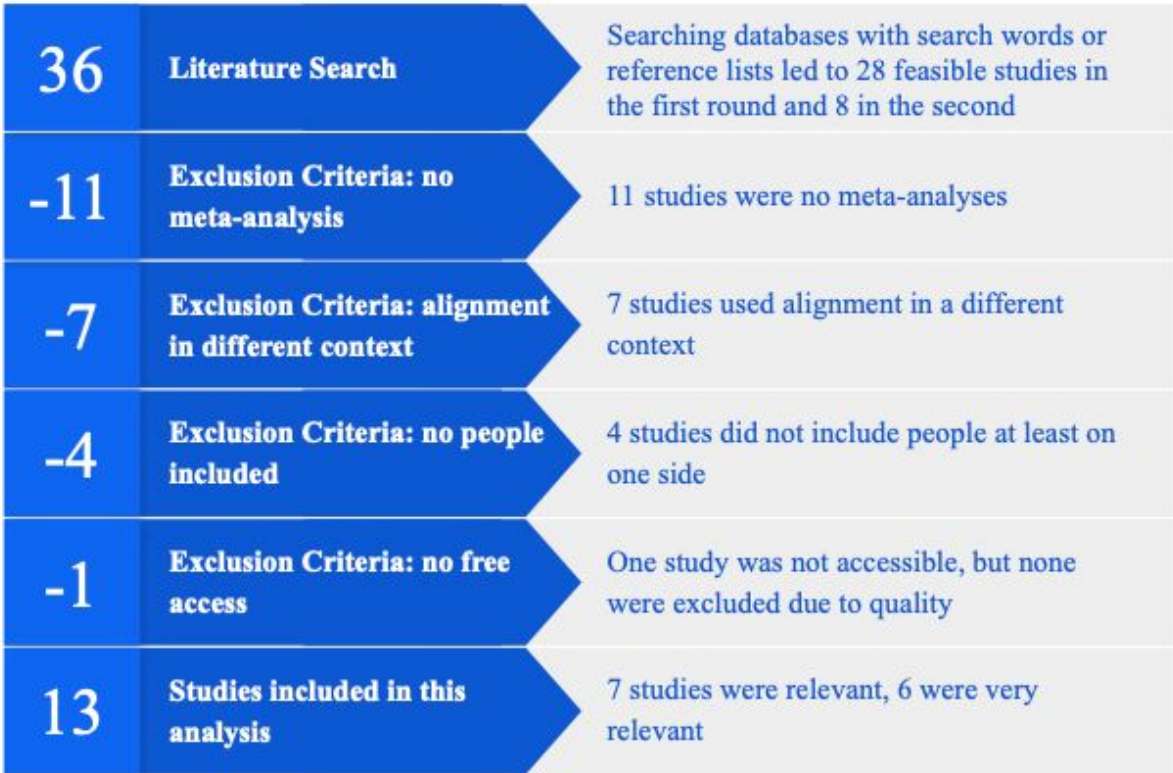 36
Literature Search
Searching databases with search words or
reference lists led to 28 feasible studies in
the first round and 8 in the second
-11
Exclusion Criteria: no
meta-analysis
11 studies were no meta-analyses
-7
Exclusion Criteria: alignment
in different context
7 studies used alignment in a different
context
-4
Exclusion Criteria: no people
included
4 studies did not include people at least on
one side
-1
Exclusion Criteria: no free
access
One study was not accessible, but none
were excluded due to quality
13
Studies included in this
analysis
7 studies were relevant, 6 were very
relevant